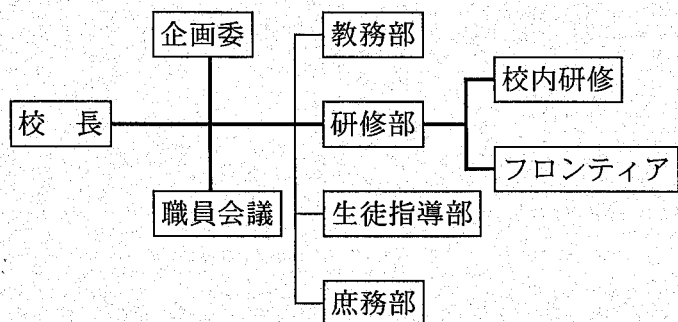 企画委
教務部
校内研修
校　長
研修部
フロンティア
職員会議
生徒指導部
庶務部